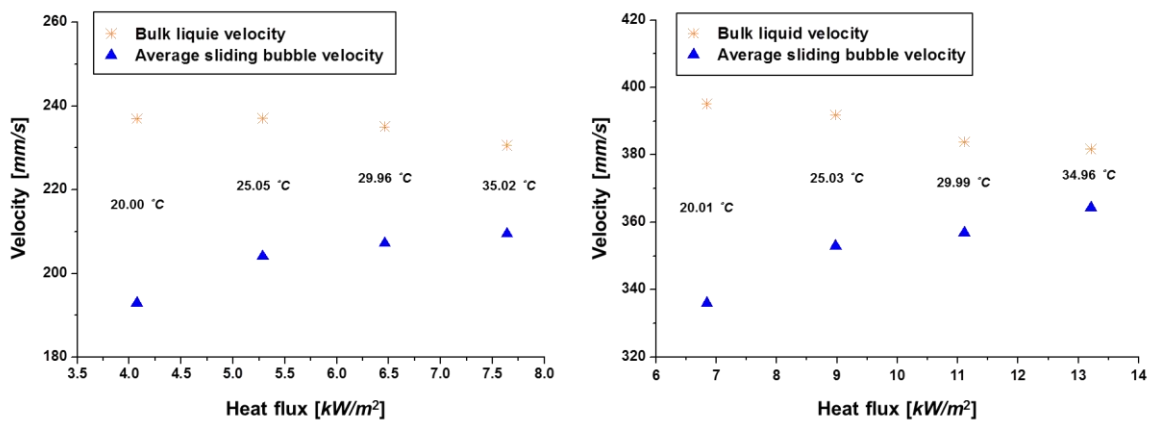 Bulk liquie velocity
Average sliding bubble velocity
260
240
220
200
180
Velocity [mm/s]
20.00 °C
25.05 °C
29.96 °C
35.02 °C
3.5 4.0 4.5 5.0 5.5 6.0 6.5 7.0 7.5 8.0
Heat flux [kW/m²]
Bulk liquid velocity
Average sliding bubble velocity
420
400
380
360
340
320
Velocity [mm/s]
20.01 °C
25.03 °C
29.99 °C
34.96 °C
6 7 8 9 10 11 12 13 14
Heat flux [kW/m²]